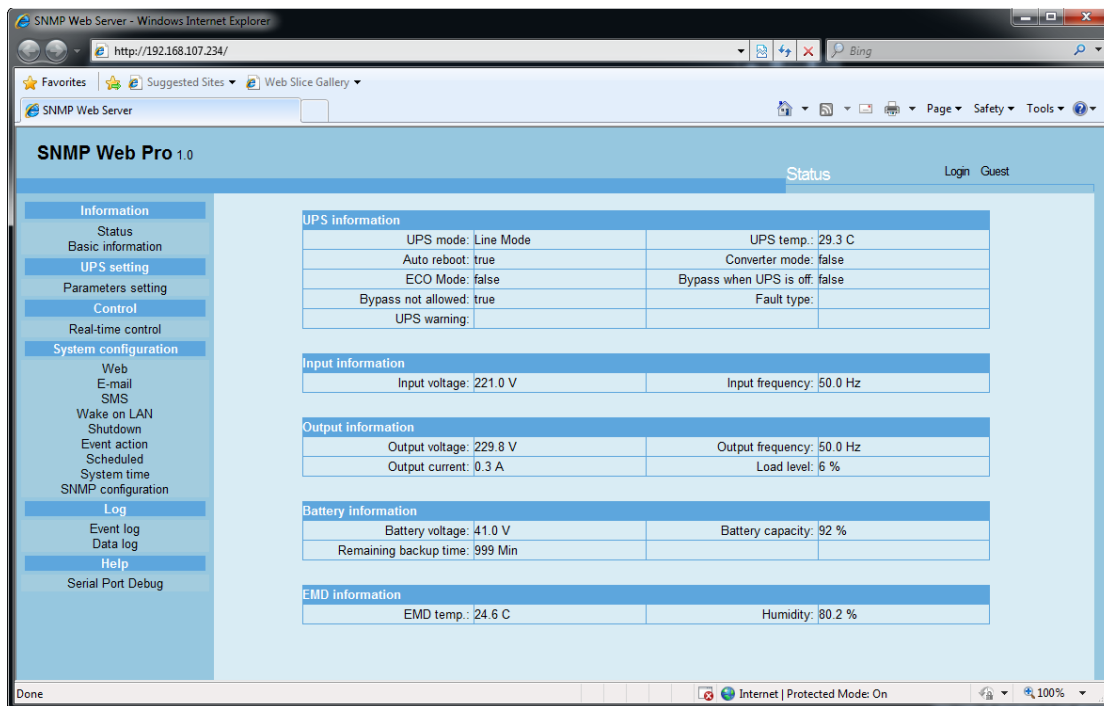 SNMP Web Server - Windows Internet Explorer
http://192.168.107.234/
Bing
Favorites Suggested Sites Web Slice Gallery
SNMP Web Server
Page Safety Tools
SNMP Web Pro 1.0
Status
Login Guest
Information
Status
Basic information
UPS setting
Parameters setting
Control
Real-time control
System configuration
Web
E-mail
SMS
Wake on LAN
Shutdown
Event action
Scheduled
System time
SNMP configuration
Log
Event log
Data log
Help
Serial Port Debug
UPS information
UPS mode: Line Mode UPS temp.: 29.3 C
Auto reboot: true Converter mode: false
ECO Mode: false Bypass when UPS is off: false
Bypass not allowed: true Fault type:
UPS warning:
Input information
Input voltage: 221.0 V Input frequency: 50.0 Hz
Output information
Output voltage: 229.8 V Output frequency: 50.0 Hz
Output current: 0.3 A Load level: 6 %
Battery information
Battery voltage: 41.0 V Battery capacity: 92 %
Remaining backup time: 999 Min
EMD information
EMD temp.: 24.6 C Humidity: 80.2 %
Done
Internet | Protected Mode: On
100%